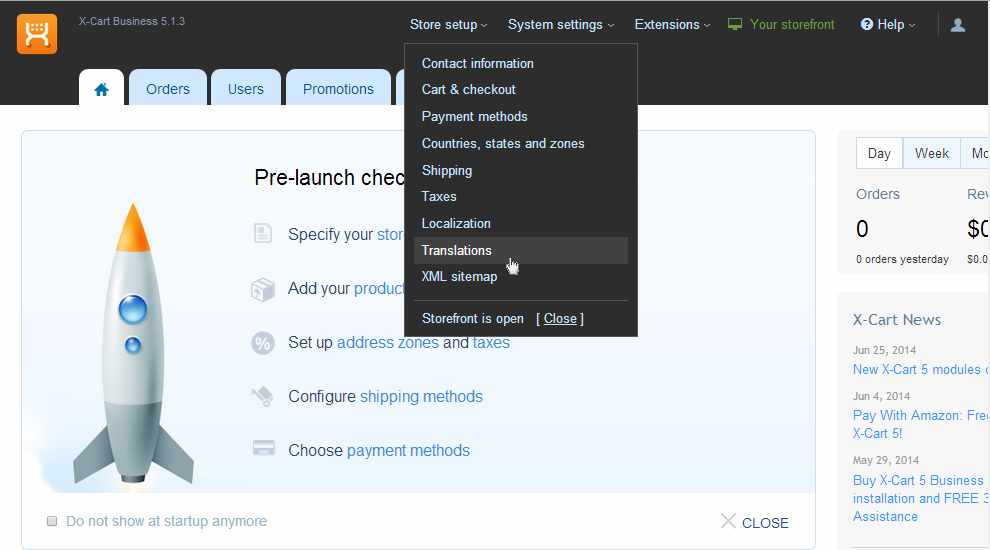 X-Cart Business 5.1.3
Store setup
System settings
Extensions
Your storefront
Help
Orders
Users
Promotions
Contact information
Cart & checkout
Payment methods
Countries, states and zones
Shipping
Taxes
Localization
Translations
XML sitemap
Storefront is open [ Close ]
Pre-launch chec
Specify your stor
Add your product
Set up address zones and taxes
Configure shipping methods
Choose payment methods
Do not show at startup anymore
CLOSE
Day
Week
Mo
Orders
Rev
0
$0
0 orders yesterday
$0.0
X-Cart News
Jun 25, 2014
New X-Cart 5 modules
Jun 4, 2014
Pay With Amazon: Free
X-Cart 5!
May 29, 2014
Buy X-Cart 5 Business
installation and FREE 3
Assistance